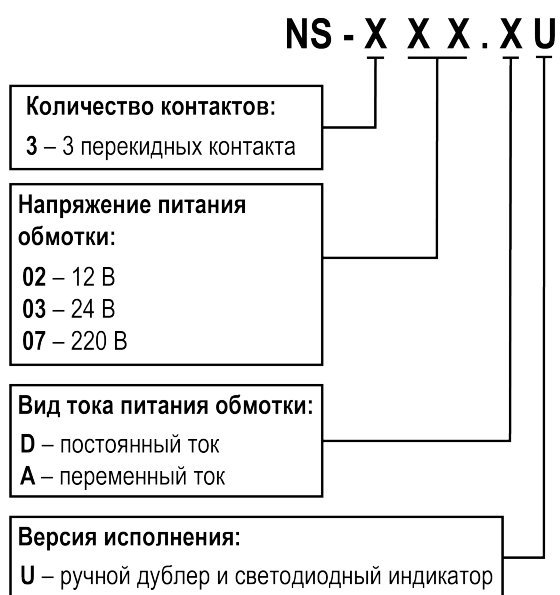 NS - X X X . X U
Количество контактов:
3 – 3 перекидных контакта
Напряжение питания
обмотки:
02 – 12 В
03 – 24 В
07 – 220 В
Вид тока питания обмотки:
D – постоянный ток
A – переменный ток
Версия исполнения:
U – ручной дублер и светодиодный индикатор